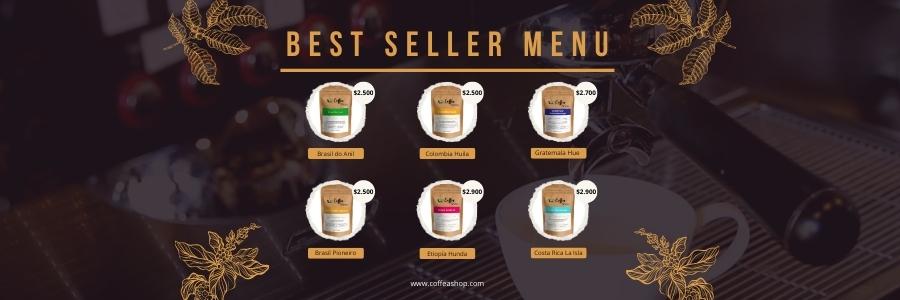 BEST SELLER MENU
$2.500
$2.500
$2.700
Brasil do Anil
Colombia Huila
Gratemala Hue
$2.500
$2.900
$2.900
Brasil Pioneiro
Etiopia Hunda
Costa Rica La Isla
www.coffeashop.com